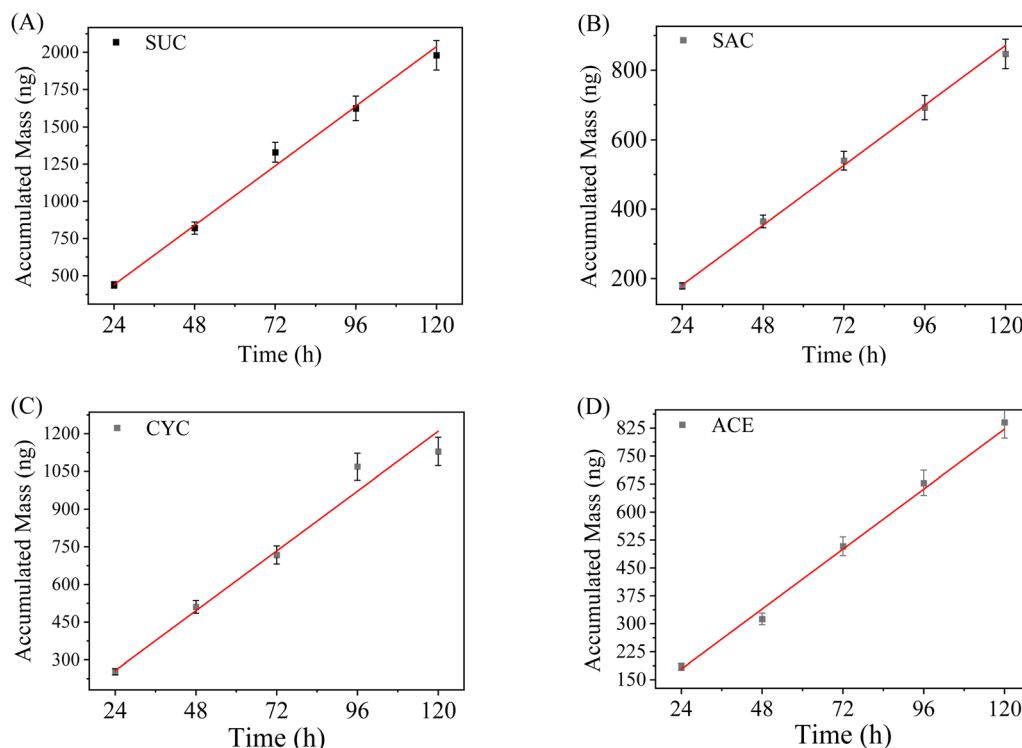 (A)
SUC
2000
1750
1500
1250
1000
750
500
Accumulated Mass (ng)
24 48 72 96 120
Time (h)
(B)
SAC
800
600
400
200
Accumulated Mass (ng)
24 48 72 96 120
Time (h)
(C)
CYC
1200
1050
900
750
600
450
300
Accumulated Mass (ng)
24 48 72 96 120
Time (h)
(D)
ACE
825
750
675
600
525
450
375
300
225
150
Accumulated Mass (ng)
24 48 72 96 120
Time (h)